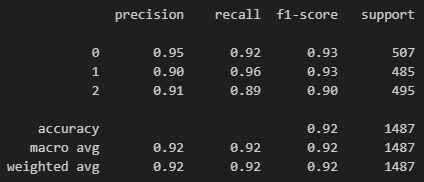 precision recall f1-score support
0 0.95 0.92 0.93 507
1 0.90 0.96 0.93 485
2 0.91 0.89 0.90 495
accuracy 0.92 1487
macro avg 0.92 0.92 0.92 1487
weighted avg 0.92 0.92 0.92 1487